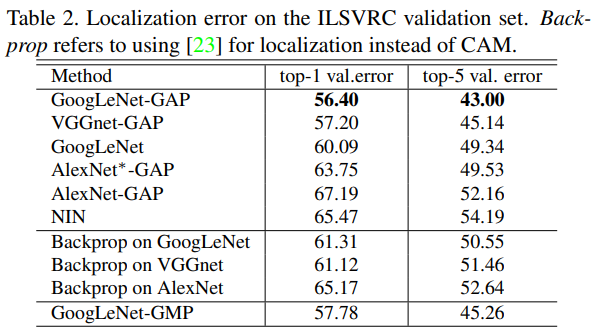 Table 2. Localization error on the ILSVRC validation set. Back-
prop refers to using [23] for localization instead of CAM.
Method top-1 val.error top-5 val. error
GoogLeNet-GAP 56.40 43.00
VGGnet-GAP 57.20 45.14
GoogLeNet 60.09 49.34
AlexNet*-GAP 63.75 49.53
AlexNet-GAP 67.19 52.16
NIN 65.47 54.19
Backprop on GoogLeNet 61.31 50.55
Backprop on VGGnet 61.12 51.46
Backprop on AlexNet 65.17 52.64
GoogLeNet-GMP 57.78 45.26